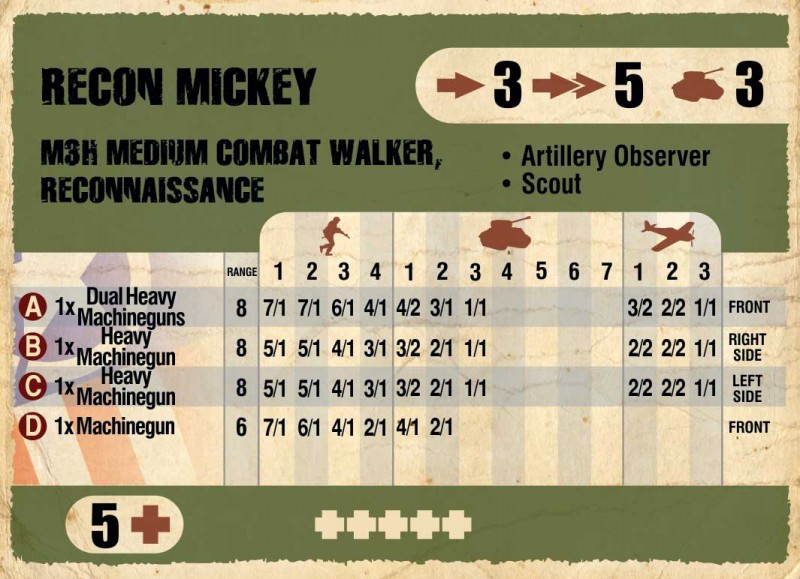 RECON MICKEY
3 5 3
M3H MEDIUM COMBAT WALKER,
RECONNAISSANCE
• Artillery Observer
• Scout
RANGE 1 2 3 4 1 2 3 4 5 6 7 1 2 3
A 1x Dual Heavy Machineguns 8 7/1 7/1 6/1 4/1 4/2 3/1 1/1 3/2 2/2 1/1 FRONT
B 1x Heavy Machinegun 8 5/1 5/1 4/1 3/1 3/2 2/1 1/1 2/2 2/2 1/1 RIGHT SIDE
C 1x Heavy Machinegun 8 5/1 5/1 4/1 3/1 3/2 2/1 1/1 2/2 2/2 1/1 LEFT SIDE
D 1x Machinegun 6 7/1 6/1 4/1 2/1 4/1 2/1 FRONT
5